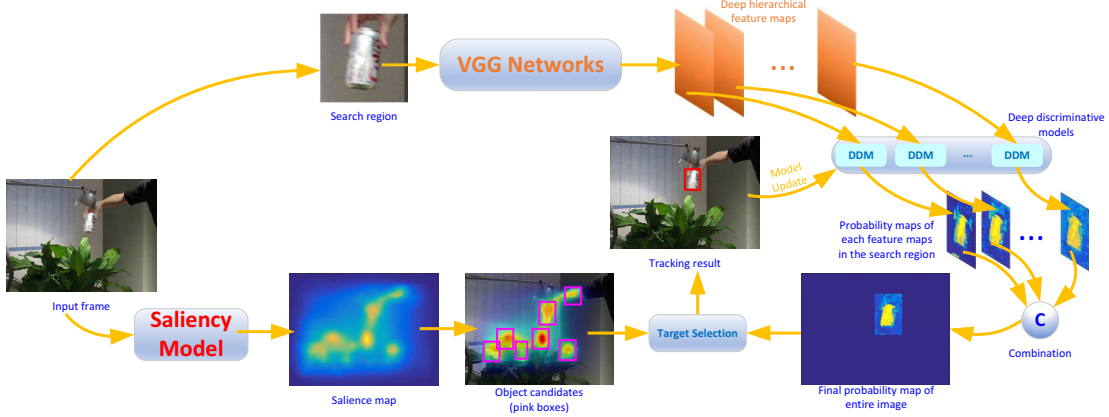 Deep hierarchical
feature maps
VGG Networks
...
Search region
Deep discriminative
models
DDM
DDM
...
DDM
Model
Update
Probability maps of
each feature maps
in the search region
...
Tracking result
Input frame
Saliency
Model
Target Selection
C
Combination
Salience map
Object candidates
(pink boxes)
Final probability map of
entire image